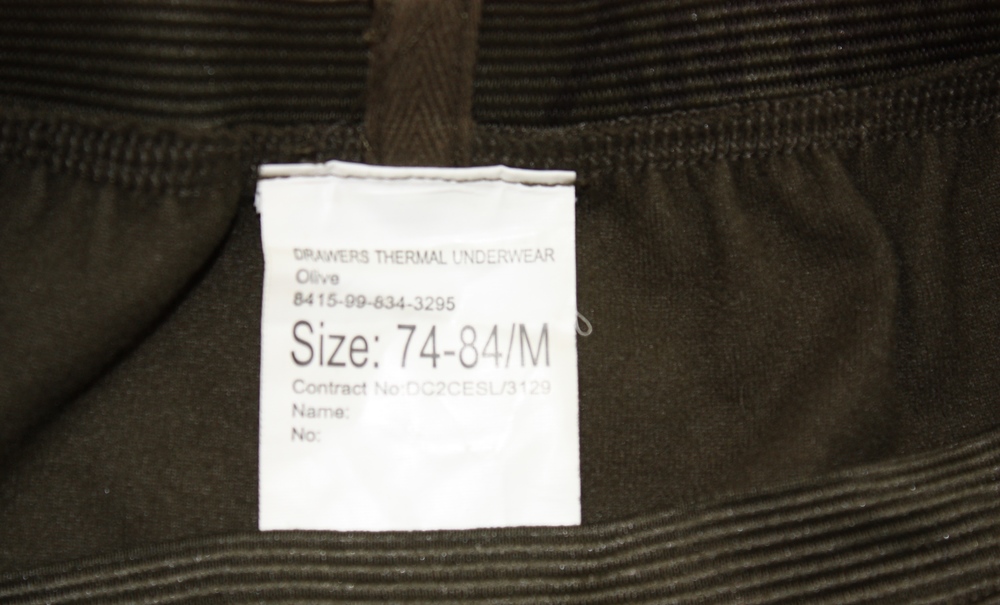 DRAWERS THERMAL UNDERWEAR
Olive
8415-99-834-3295
Size: 74-84/M
Contract No:DC2CESL/3129
Name:
No: